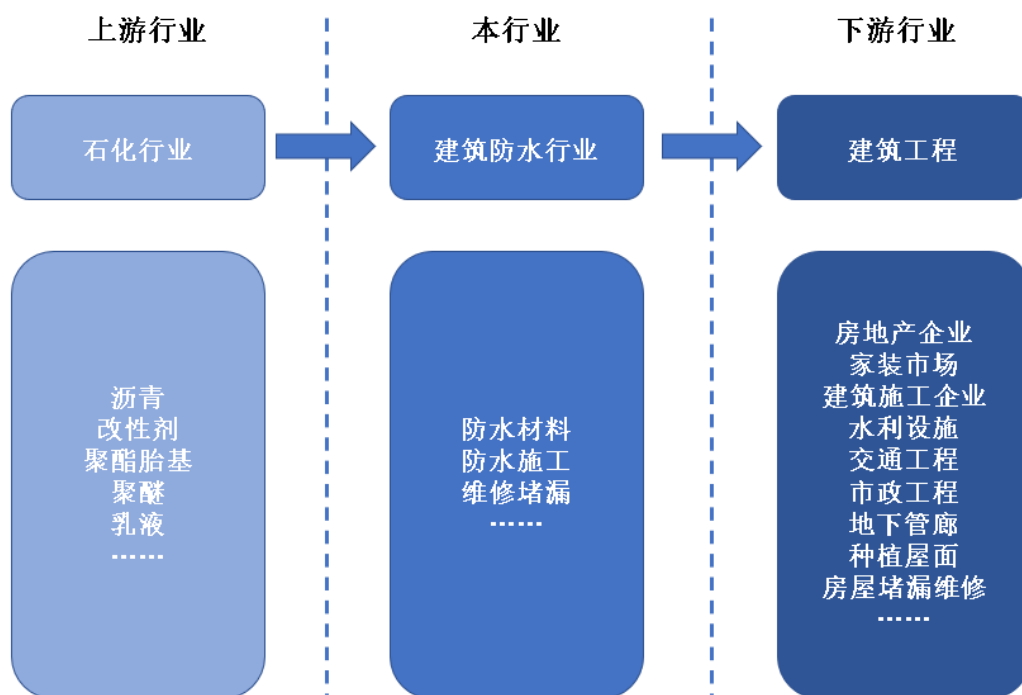 上游行业
本行业
下游行业
石化行业
建筑防水行业
建筑工程
沥青
改性剂
聚酯胎基
聚醚
乳液
……
防水材料
防水施工
维修堵漏
……
房地产企业
家装市场
建筑施工企业
水利设施
交通工程
市政工程
地下管廊
种植屋面
房屋堵漏维修
……